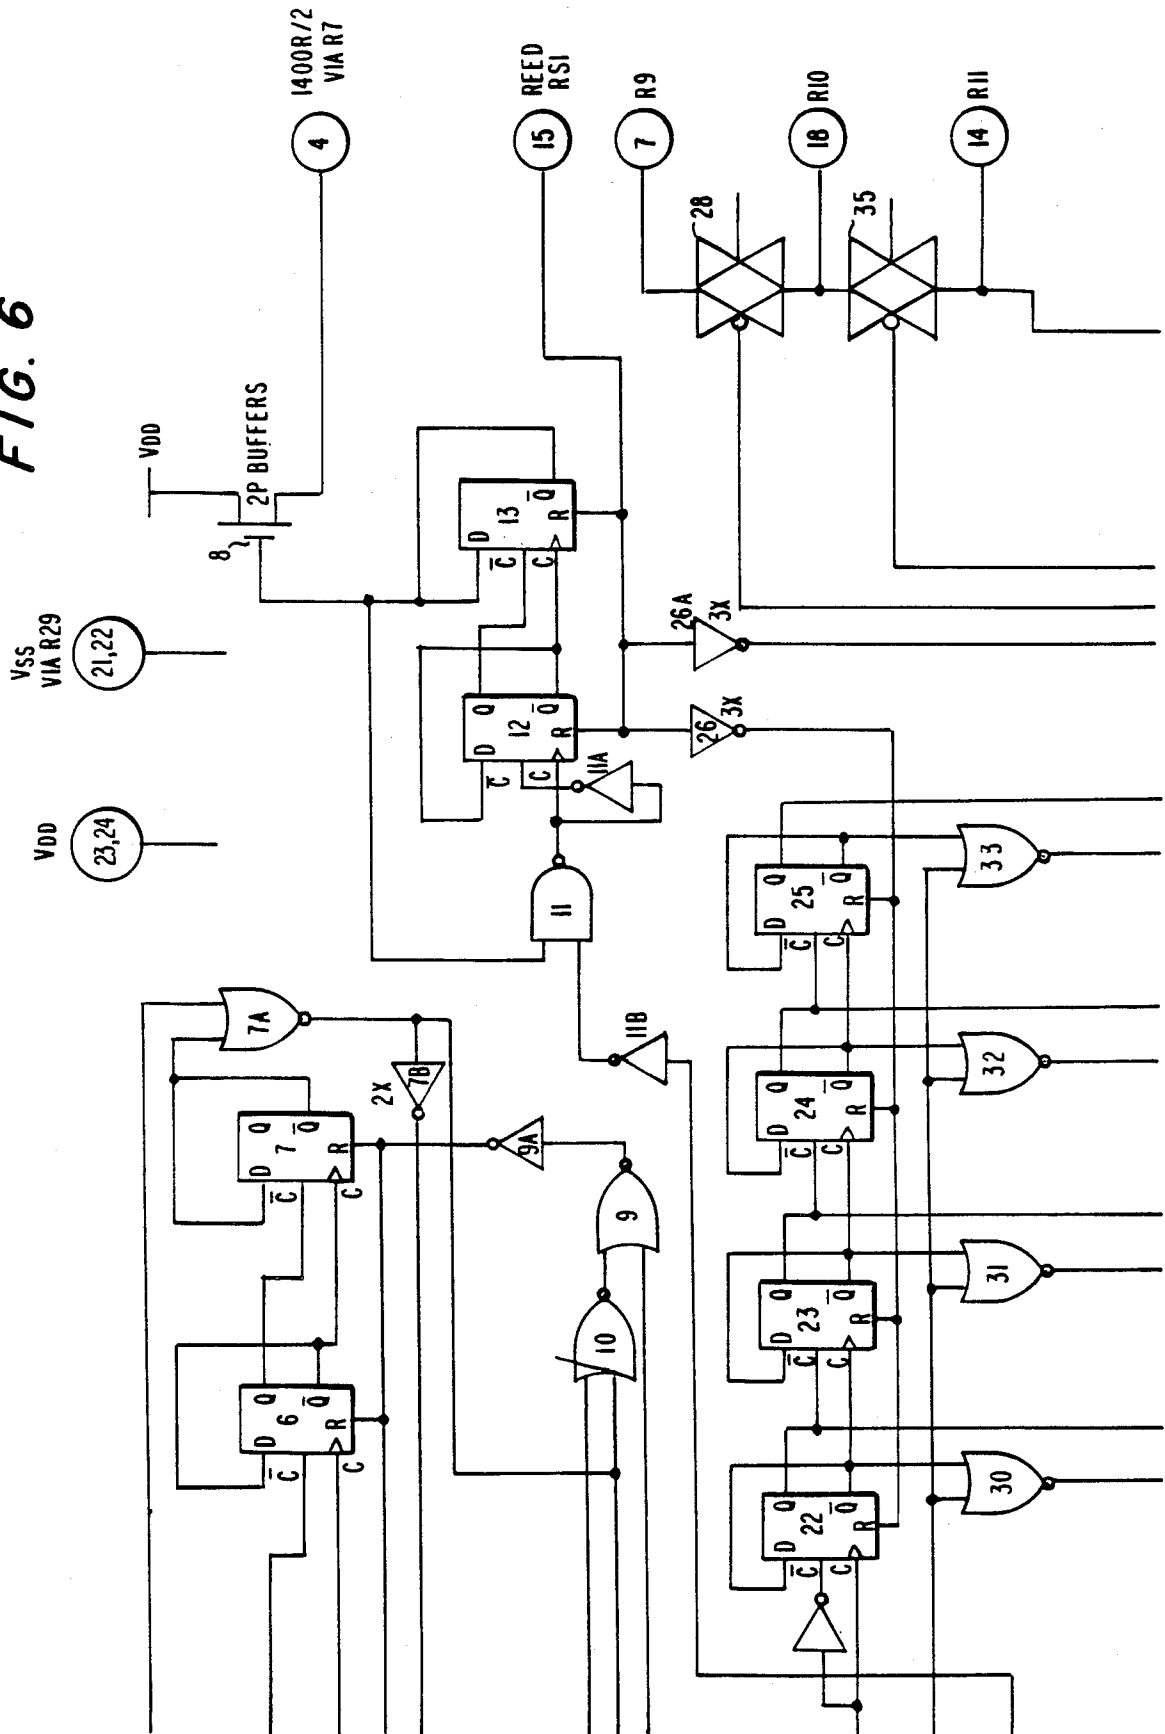 FIG. 6
VDD
23,24
VSS
VIA R29
21,22
VDD
8
2P BUFFERS
1400R/2
VIA R7
4
REED
RS1
15
R9
7
R10
18
R11
14
28
35
D Q
C̅ 6 Q̅
C R
D Q
C̅ 7 Q̅
C R
7A
2X
7B
9A
9
10
11
11A
11B
D Q
C̅ 12 Q̅
C R
D
C̅ 13 Q̅
C R
26
3X
26A
3X
D Q
C̅ 22 Q̅
C R
D Q
C̅ 23 Q̅
C R
D Q
C̅ 24 Q̅
C R
D Q
C̅ 25 Q̅
C R
30
31
32
33